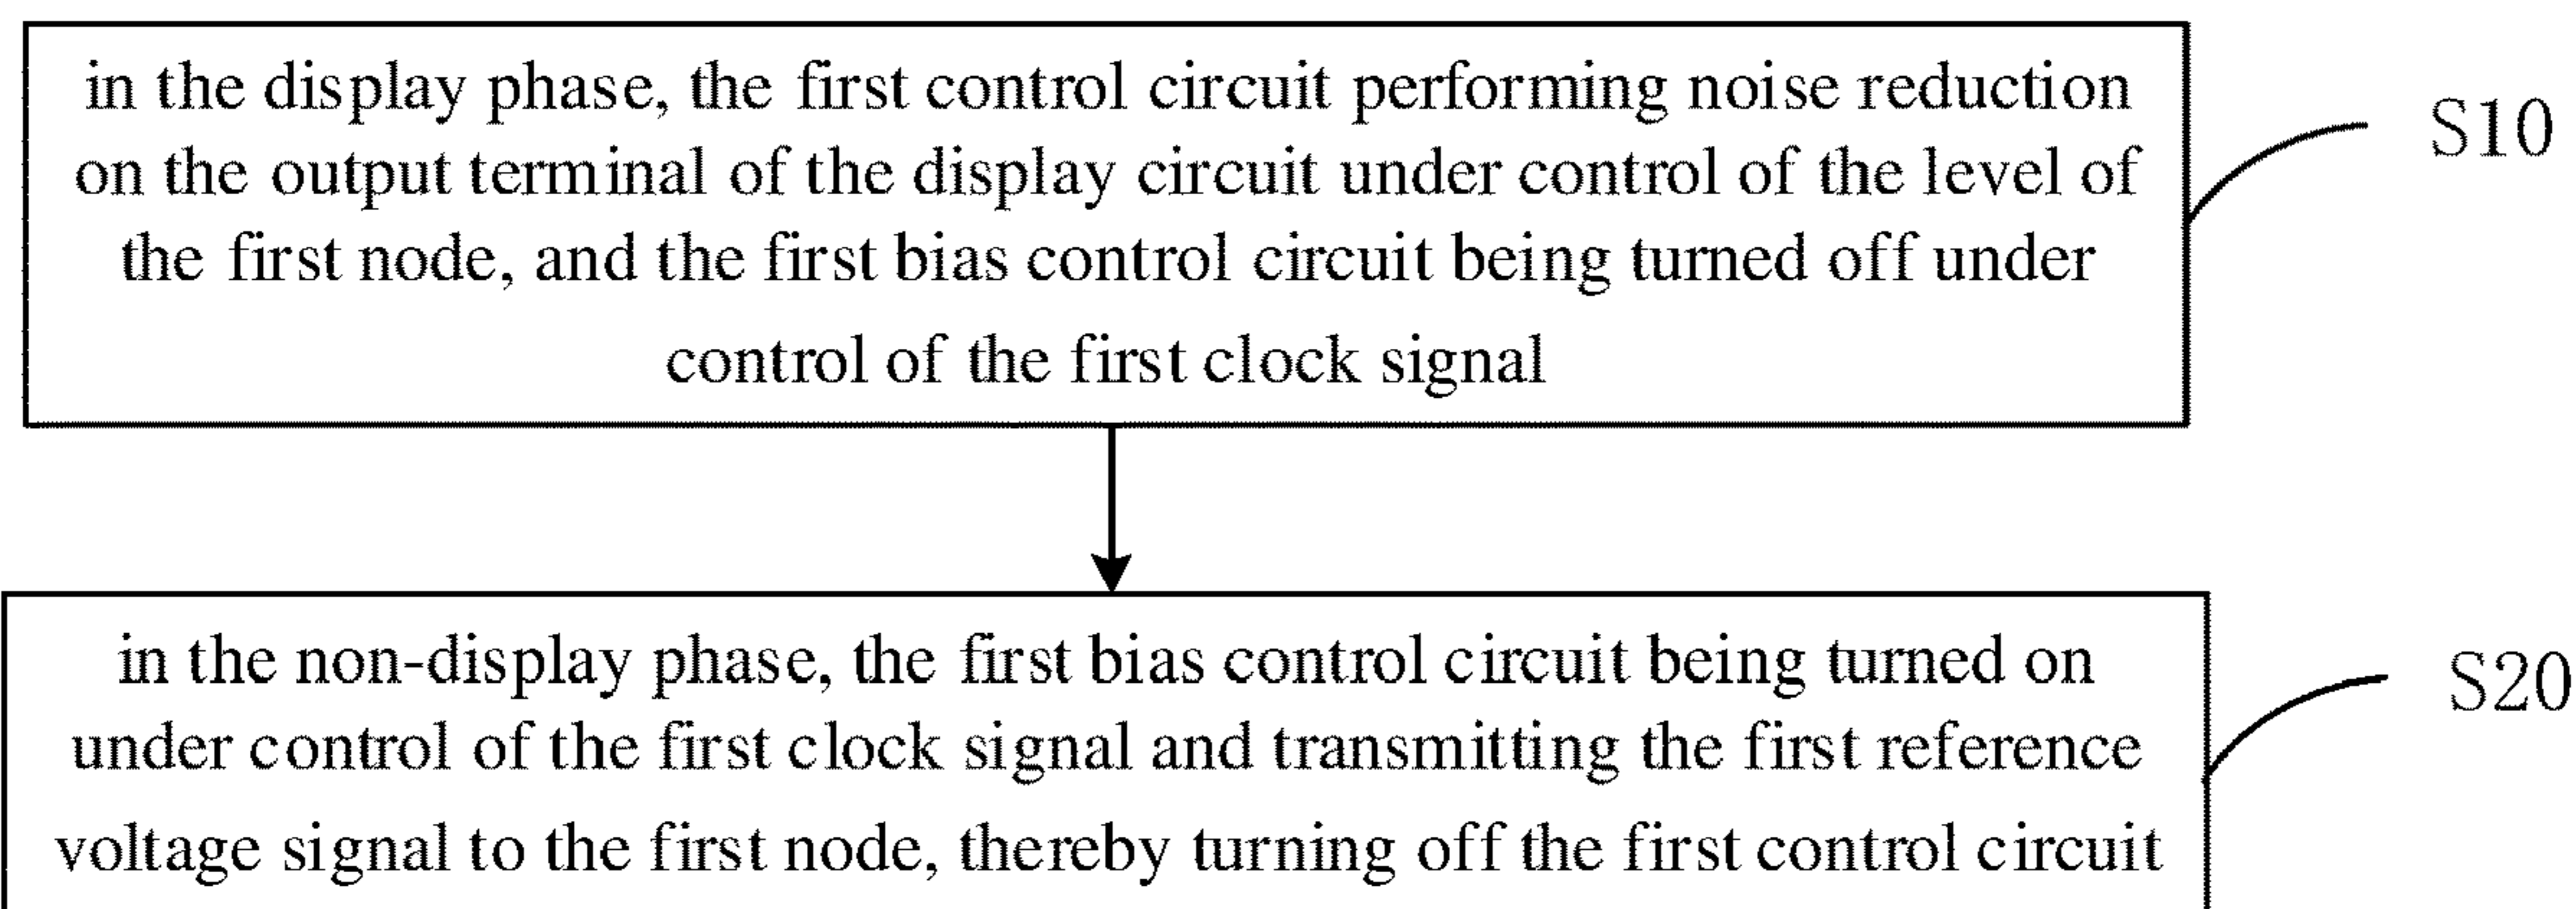 in the display phase, the first control circuit performing noise reduction
on the output terminal of the display circuit under control of the level of
the first node, and the first bias control circuit being turned off under
control of the first clock signal
S10
in the non-display phase, the first bias control circuit being turned on
under control of the first clock signal and transmitting the first reference
voltage signal to the first node, thereby turning off the first control circuit
S20